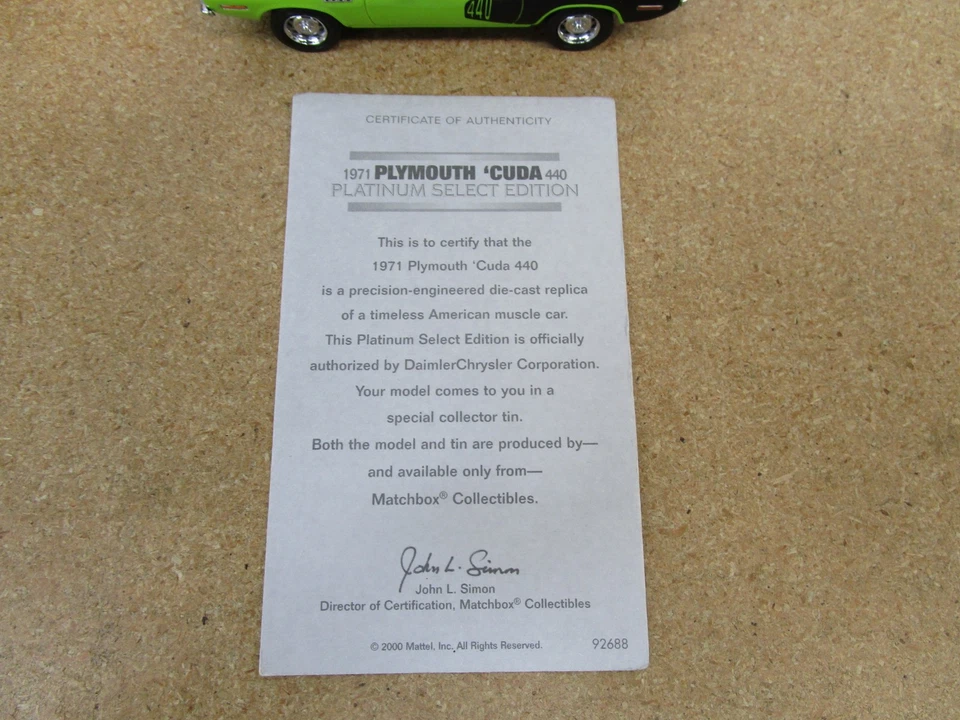 440
CERTIFICATE OF AUTHENTICITY
1971 PLYMOUTH ‘CUDA 440
PLATINUM SELECT EDITION
This is to certify that the
1971 Plymouth ‘Cuda 440
is a precision-engineered die-cast replica
of a timeless American muscle car.
This Platinum Select Edition is officially
authorized by DaimlerChrysler Corporation.
Your model comes to you in a
special collector tin.
Both the model and tin are produced by—
and available only from—
Matchbox® Collectibles.
John L. Simon
John L. Simon
Director of Certification, Matchbox® Collectibles
© 2000 Mattel, Inc. All Rights Reserved. 92688